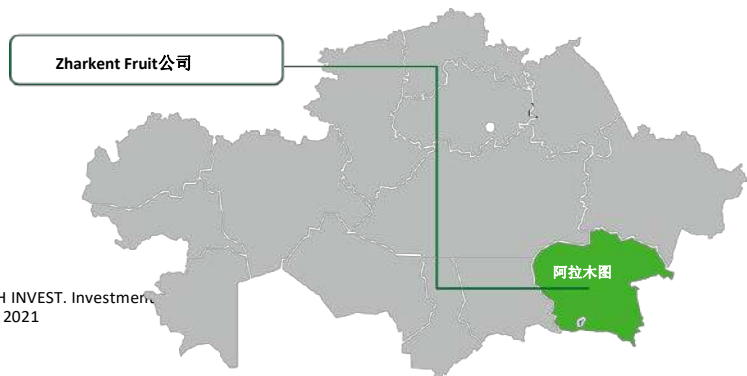 Zharkent Fruit公司
阿拉木图
H INVEST. Investment
2021